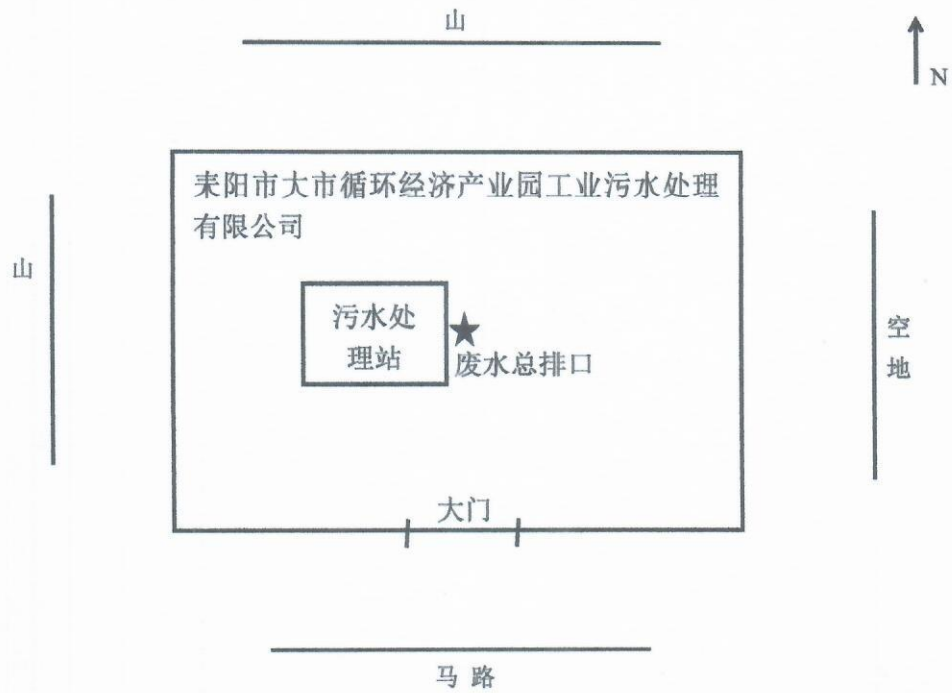 山
N
耒阳市大市循环经济产业园工业污水处理
有限公司
山
污水处
理站
废水总排口
空
地
大门
马路